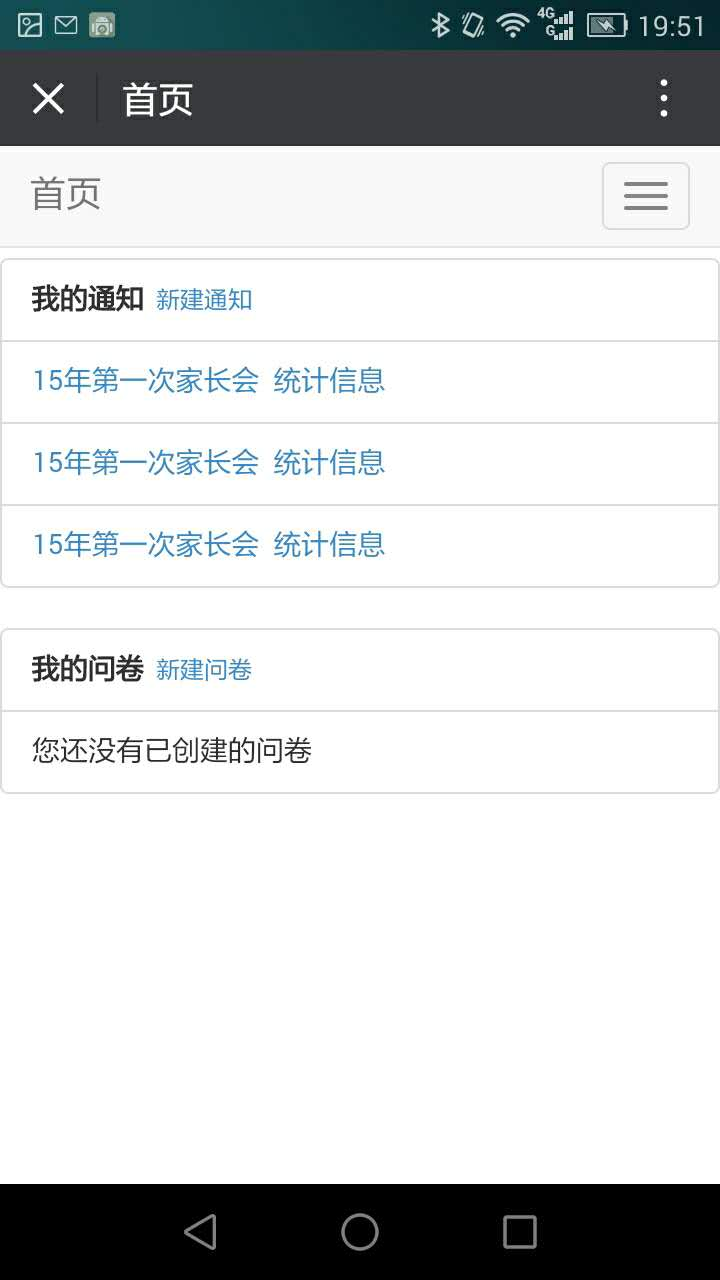 4G G 19:51
首页
首页
我的通知 新建通知
15年第一次家长会 统计信息
15年第一次家长会 统计信息
15年第一次家长会 统计信息
我的问卷 新建问卷
您还没有已创建的问卷